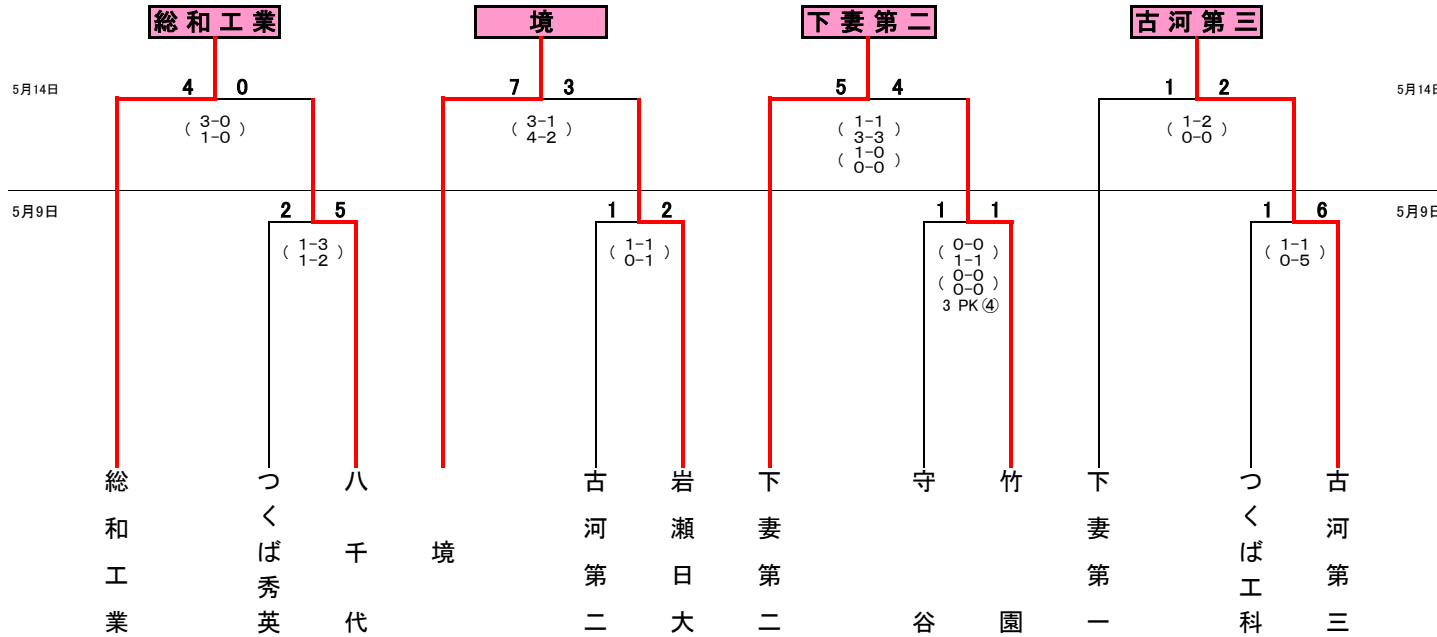 総和工業 境 下妻第二 古河第三
5月14日 4 0 7 3 5 4 1 2 5月14日
( 3-0 1-0 ) ( 3-1 4-2 ) ( 1-1 3-3 ) ( 1-2 0-0 )
( 1-0 0-0 )
5月9日 2 5 1 2 1 1 1 6 5月9日
( 1-3 1-2 ) ( 1-1 0-1 ) ( 0-0 1-1 ) ( 1-1 0-5 )
( 0-0 0-0 )
3 PK ④
総和工業
つくば秀英
八千代
境
古河第二
岩瀬日大
下妻第二
守谷
竹園
下妻第一
つくば工科
古河第三